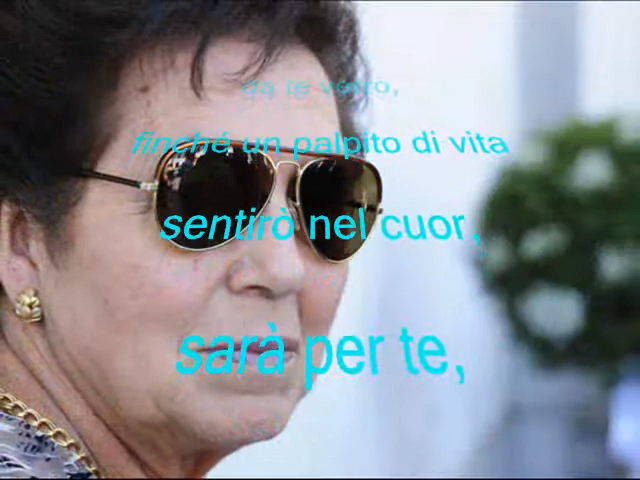 da te verrò,
finché un palpito di vita
sentirò nel cuor,
sarà per te,